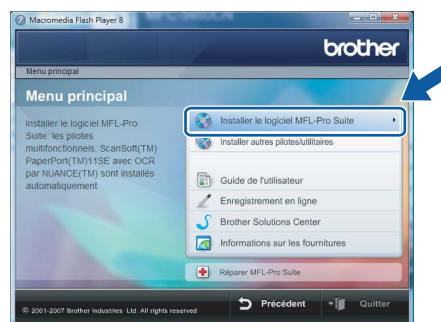 Macromedia Flash Player 8
brother
Menu principal
Menu principal
Installer le logiciel MFL-Pro
Suite: les pilotes
multifonctionnels, ScanSoft(TM)
PaperPort(TM)11SE avec OCR
par NUANCE(TM) sont installés
automatiquement.
Installer le logiciel MFL-Pro Suite
Installer autres pilotes/utilitaires
Guide de l'utilisateur
Enregistrement en ligne
Brother Solutions Center
Informations sur les fournitures
Réparer MFL-Pro Suite
© 2001-2007 Brother Industries Ltd. All rights reserved
Précédent
Quitter